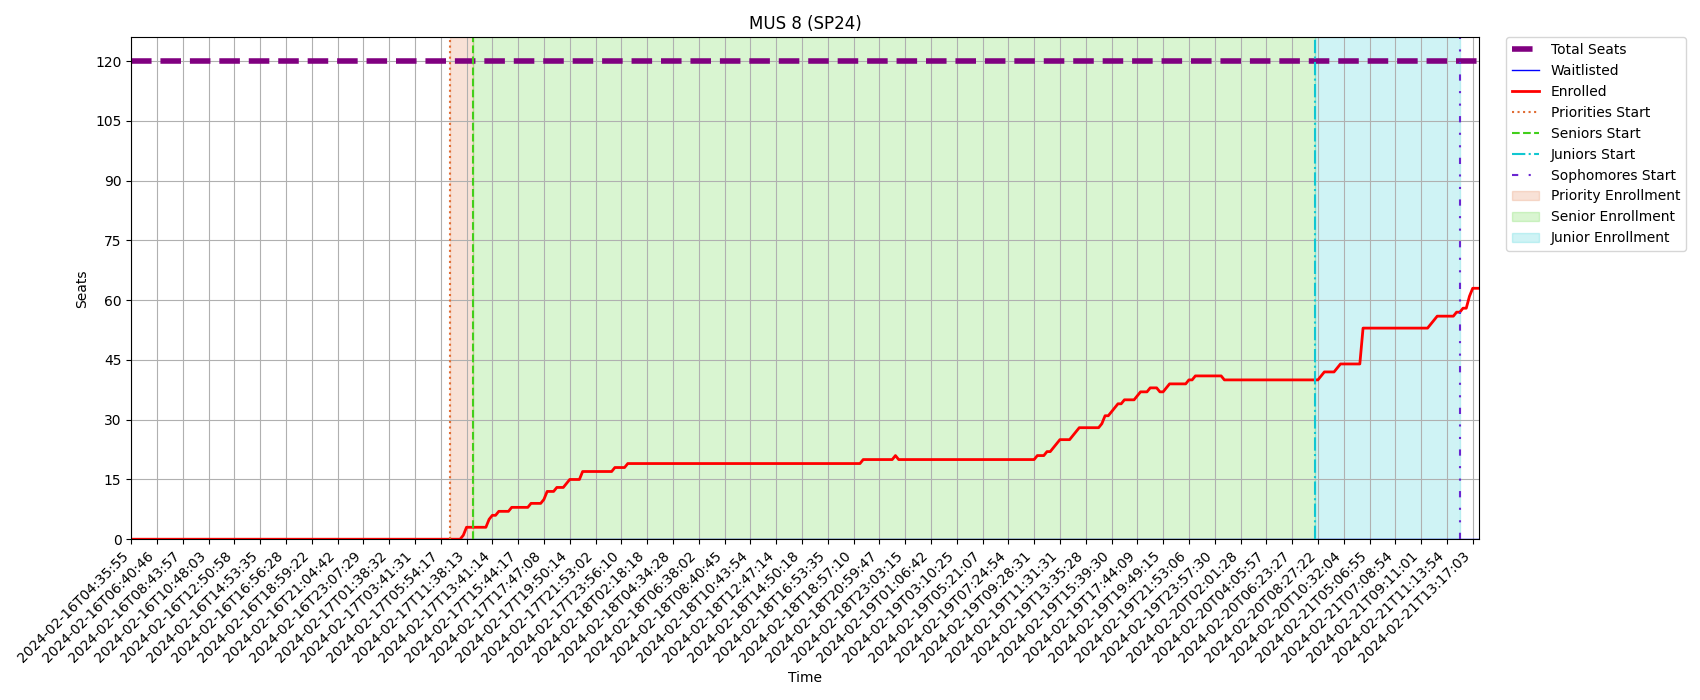 MUS 8 (SP24)
Total Seats
Waitlisted
Enrolled
Priorities Start
Seniors Start
Juniors Start
Sophomores Start
Priority Enrollment
Senior Enrollment
Junior Enrollment
Seats
120
105
90
75
60
45
30
15
0
2024-02-16T04:35:55
2024-02-16T06:40:46
2024-02-16T08:43:57
2024-02-16T10:48:03
2024-02-16T12:50:58
2024-02-16T14:53:35
2024-02-16T16:56:28
2024-02-16T18:59:22
2024-02-16T21:04:42
2024-02-16T23:07:29
2024-02-17T01:38:32
2024-02-17T03:41:31
2024-02-17T05:54:17
2024-02-17T11:38:13
2024-02-17T13:41:14
2024-02-17T15:44:17
2024-02-17T17:47:08
2024-02-17T19:50:14
2024-02-17T21:53:02
2024-02-17T23:56:10
2024-02-18T02:18:18
2024-02-18T04:34:28
2024-02-18T06:38:02
2024-02-18T08:40:45
2024-02-18T10:43:54
2024-02-18T12:47:14
2024-02-18T14:50:18
2024-02-18T16:53:35
2024-02-18T18:57:10
2024-02-18T20:59:47
2024-02-18T23:03:15
2024-02-19T01:06:42
2024-02-19T03:10:25
2024-02-19T05:21:07
2024-02-19T07:24:54
2024-02-19T09:28:31
2024-02-19T11:31:31
2024-02-19T13:35:28
2024-02-19T15:39:30
2024-02-19T17:44:09
2024-02-19T19:49:15
2024-02-19T21:53:06
2024-02-19T23:57:30
2024-02-20T02:01:28
2024-02-20T04:05:57
2024-02-20T06:23:27
2024-02-20T08:27:22
2024-02-20T10:32:04
2024-02-21T05:06:55
2024-02-21T07:08:54
2024-02-21T09:11:01
2024-02-21T11:13:54
2024-02-21T13:17:03
Time